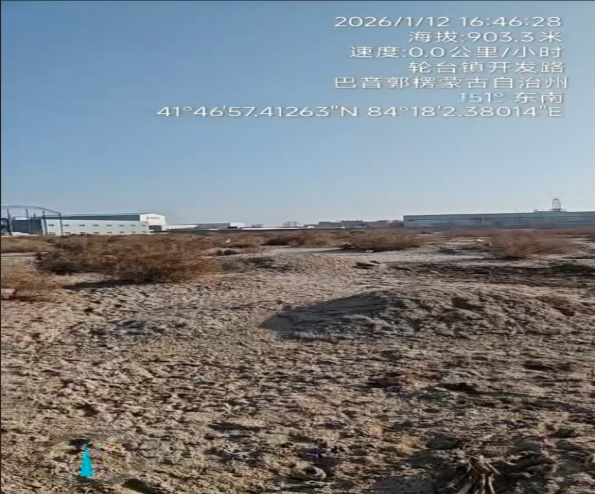 2026/1/12 16:46:28
海拔:903.3米
速度:0.0公里/小时
轮台镇开发路
巴音郭楞蒙古自治州
151° 东南
41°46'57.41263"N 84°18'2.38014"E